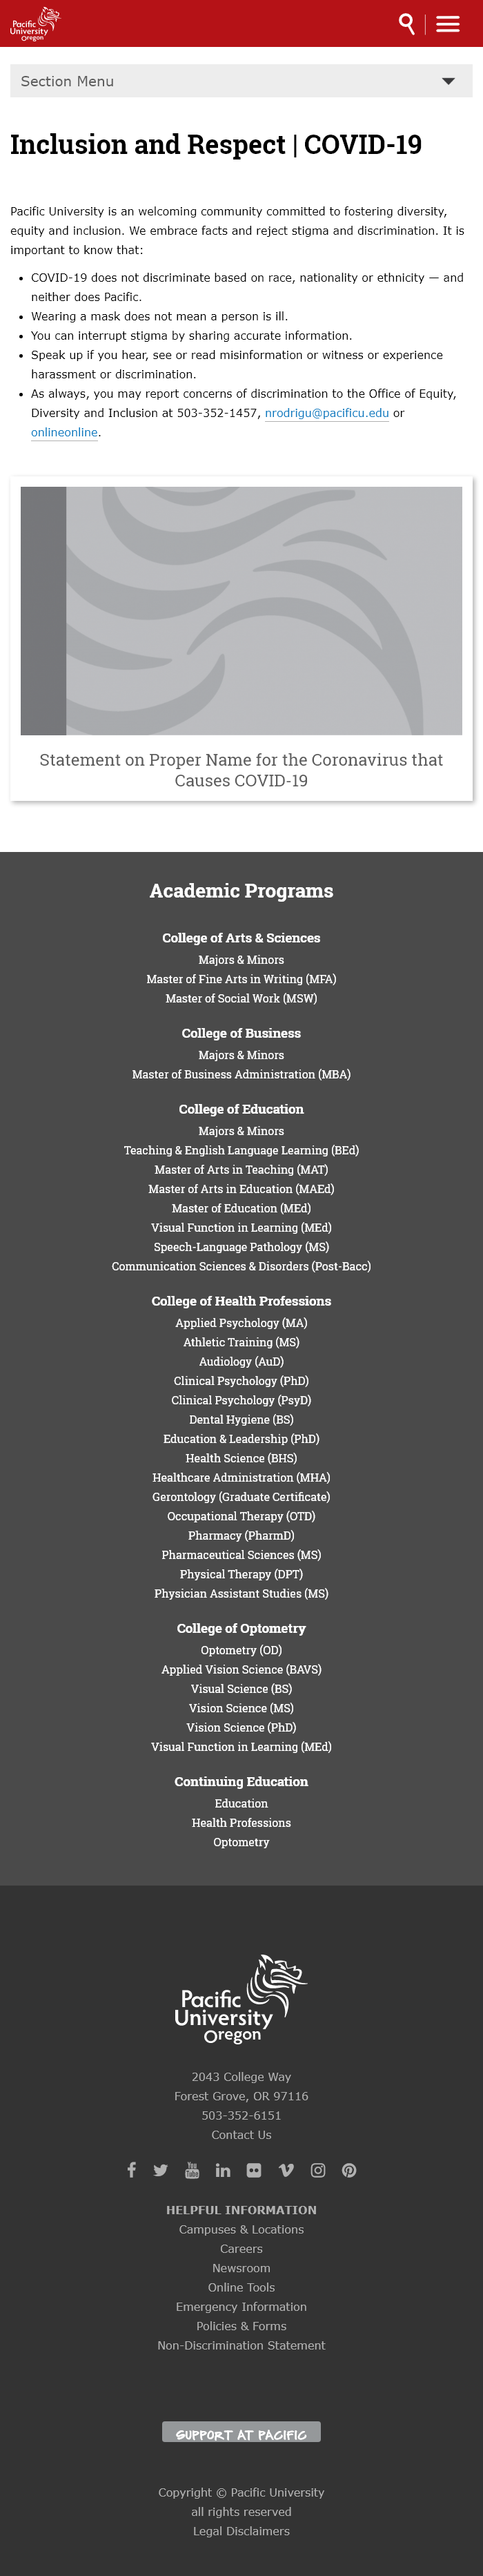 Pacific
University
Oregon
Section Menu
Inclusion and Respect | COVID-19
Pacific University is an welcoming community committed to fostering diversity,
equity and inclusion. We embrace facts and reject stigma and discrimination. It is
important to know that:
• COVID-19 does not discriminate based on race, nationality or ethnicity — and
neither does Pacific.
• Wearing a mask does not mean a person is ill.
• You can interrupt stigma by sharing accurate information.
• Speak up if you hear, see or read misinformation or witness or experience
harassment or discrimination.
• As always, you may report concerns of discrimination to the Office of Equity,
Diversity and Inclusion at 503-352-1457, nrodrigu@pacificu.edu or
onlineonline.
Statement on Proper Name for the Coronavirus that
Causes COVID-19
Academic Programs
College of Arts & Sciences
Majors & Minors
Master of Fine Arts in Writing (MFA)
Master of Social Work (MSW)
College of Business
Majors & Minors
Master of Business Administration (MBA)
College of Education
Majors & Minors
Teaching & English Language Learning (BEd)
Master of Arts in Teaching (MAT)
Master of Arts in Education (MAEd)
Master of Education (MEd)
Visual Function in Learning (MEd)
Speech-Language Pathology (MS)
Communication Sciences & Disorders (Post-Bacc)
College of Health Professions
Applied Psychology (MA)
Athletic Training (MS)
Audiology (AuD)
Clinical Psychology (PhD)
Clinical Psychology (PsyD)
Dental Hygiene (BS)
Education & Leadership (PhD)
Health Science (BHS)
Healthcare Administration (MHA)
Gerontology (Graduate Certificate)
Occupational Therapy (OTD)
Pharmacy (PharmD)
Pharmaceutical Sciences (MS)
Physical Therapy (DPT)
Physician Assistant Studies (MS)
College of Optometry
Optometry (OD)
Applied Vision Science (BAVS)
Visual Science (BS)
Vision Science (MS)
Vision Science (PhD)
Visual Function in Learning (MEd)
Continuing Education
Education
Health Professions
Optometry
Pacific
University
Oregon
2043 College Way
Forest Grove, OR 97116
503-352-6151
Contact Us
You
Tube
HELPFUL INFORMATION
Campuses & Locations
Careers
Newsroom
Online Tools
Emergency Information
Policies & Forms
Non-Discrimination Statement
SUPPORT AT PACIFIC
Copyright © Pacific University
all rights reserved
Legal Disclaimers